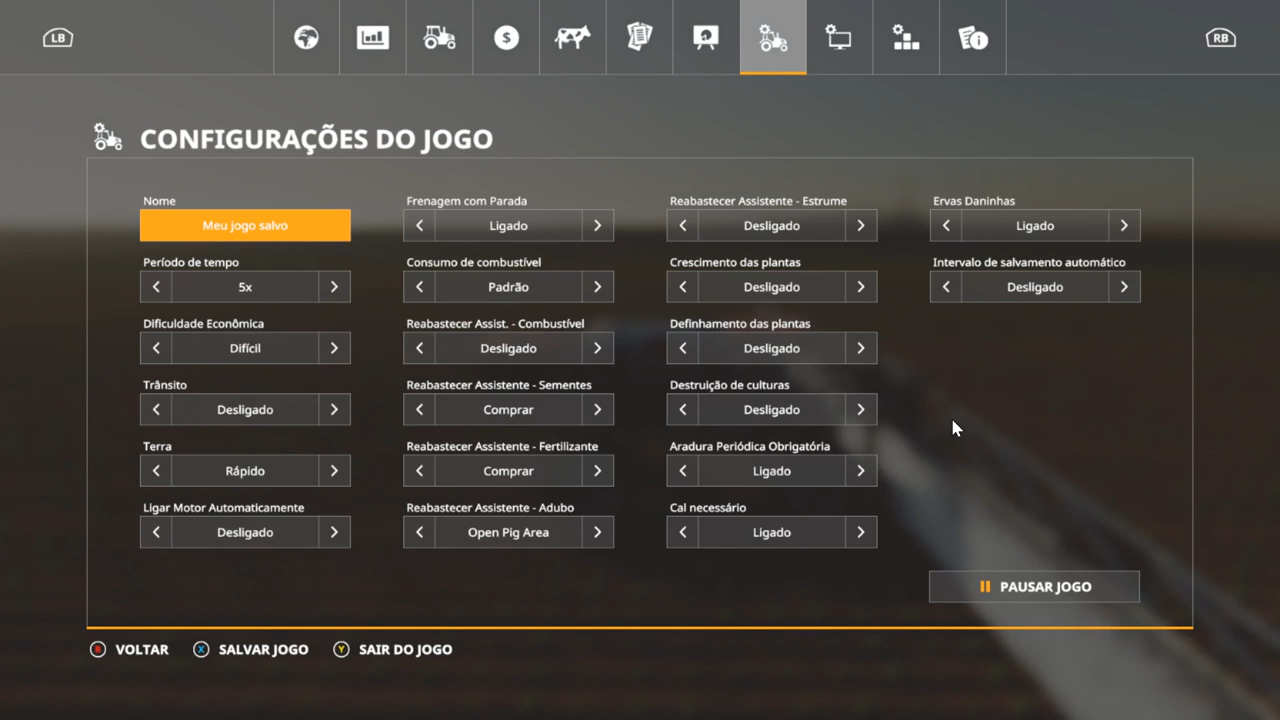 LB
$
RB
CONFIGURAÇÕES DO JOGO
Nome
Meu jogo salvo
Período de tempo
5x
Dificuldade Econômica
Difícil
Trânsito
Desligado
Terra
Rápido
Ligar Motor Automaticamente
Desligado
Frenagem com Parada
Ligado
Consumo de combustível
Padrão
Reabastecer Assist. - Combustível
Desligado
Reabastecer Assistente - Sementes
Comprar
Reabastecer Assistente - Fertilizante
Comprar
Reabastecer Assistente - Adubo
Open Pig Area
Reabastecer Assistente - Estrume
Desligado
Crescimento das plantas
Desligado
Definhamento das plantas
Desligado
Destruição de culturas
Desligado
Aradura Periódica Obrigatória
Ligado
Cal necessário
Ligado
Ervas Daninhas
Ligado
Intervalo de salvamento automático
Desligado
PAUSAR JOGO
B VOLTAR X SALVAR JOGO Y SAIR DO JOGO